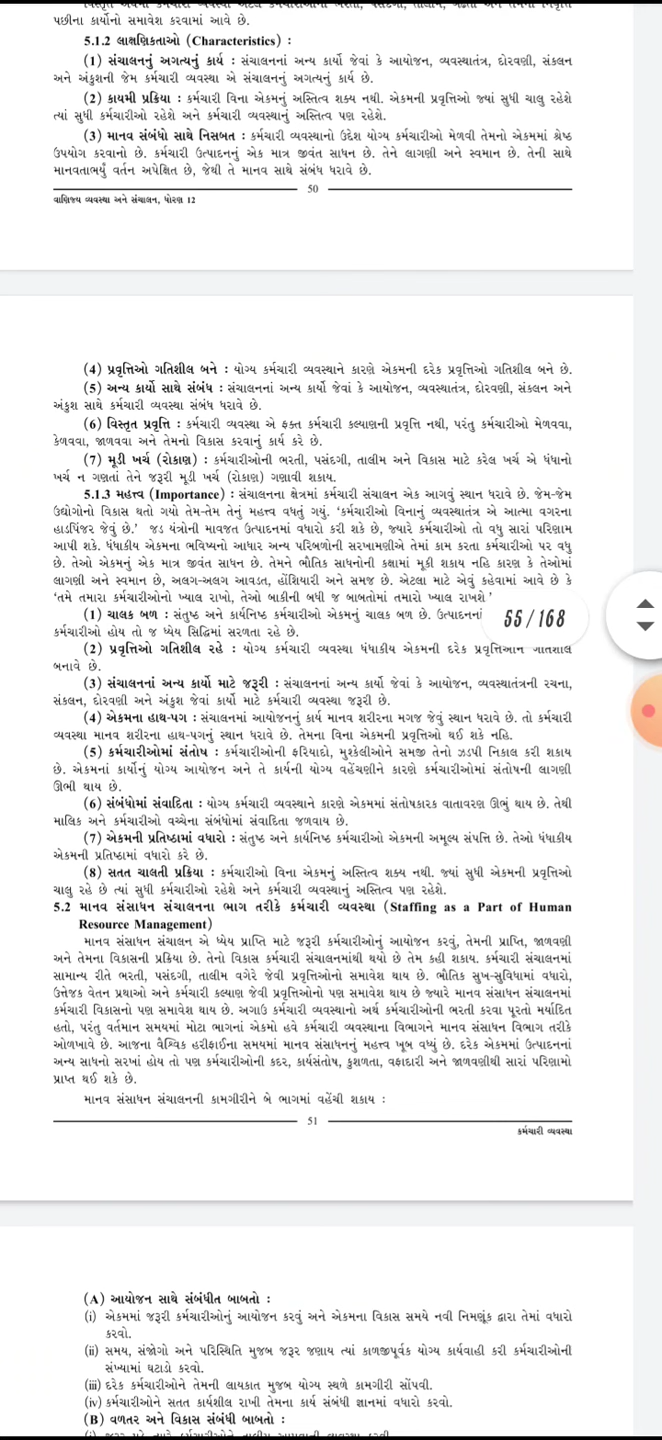 પછીના કાર્યોનો સમાવેશ કરવામાં આવે છે.
5.1.2 લાક્ષણિકતાઓ (Characteristics) :
(1) સંચાલનનું અગત્યનું કાર્ય : સંચાલનનાં અન્ય કાર્યો જેવાં કે આયોજન, વ્યવસ્થાતંત્ર, દોરવણી, સંકલન
અને અંકુશની જેમ કર્મચારી વ્યવસ્થા એ સંચાલનનું અગત્યનું કાર્ય છે.
(2) કાયમી પ્રક્રિયા : કર્મચારી વિના એકમનું અસ્તિત્વ શક્ય નથી. એકમની પ્રવૃત્તિઓ જ્યાં સુધી ચાલુ રહેશે
ત્યાં સુધી કર્મચારીઓ રહેશે અને કર્મચારી વ્યવસ્થાનું અસ્તિત્વ પણ રહેશે.
(3) માનવ સંબંધો સાથે નિસબત : કર્મચારી વ્યવસ્થાનો ઉદ્દેશ યોગ્ય કર્મચારીઓ મેળવી તેમનો એકમમાં શ્રેષ્ઠ
ઉપયોગ કરવાનો છે. કર્મચારી ઉત્પાદનનું એક માત્ર જીવંત સાધન છે. તેને લાગણી અને સ્વમાન છે. તેની સાથે
માનવતાભર્યું વર્તન અપેક્ષિત છે, જેથી તે માનવ સાથે સંબંધ ધરાવે છે.
50
વાણિજ્ય વ્યવસ્થા અને સંચાલન, ધોરણ 12
(4) પ્રવૃત્તિઓ ગતિશીલ બને : યોગ્ય કર્મચારી વ્યવસ્થાને કારણે એકમની દરેક પ્રવૃત્તિઓ ગતિશીલ બને છે.
(5) અન્ય કાર્યો સાથે સંબંધ : સંચાલનનાં અન્ય કાર્યો જેવાં કે આયોજન, વ્યવસ્થાતંત્ર, દોરવણી, સંકલન અને
અંકુશ સાથે કર્મચારી વ્યવસ્થા સંબંધ ધરાવે છે.
(6) વિસ્તૃત પ્રવૃત્તિ : કર્મચારી વ્યવસ્થા એ ફક્ત કર્મચારી કલ્યાણની પ્રવૃત્તિ નથી, પરંતુ કર્મચારીઓ મેળવવા,
કેળવવા, જાળવવા અને તેમનો વિકાસ કરવાનું કાર્ય કરે છે.
(7) મૂડી ખર્ચ (રોકાણ) : કર્મચારીઓની ભરતી, પસંદગી, તાલીમ અને વિકાસ માટે કરેલ ખર્ચ એ ધંધાનો
ખર્ચ ન ગણતાં તેને જરૂરી મૂડી ખર્ચ (રોકાણ) ગણાવી શકાય.
5.1.3 મહત્ત્વ (Importance) : સંચાલનના ક્ષેત્રમાં કર્મચારી સંચાલન એક આગવું સ્થાન ધરાવે છે. જેમ-જેમ
ઉદ્યોગોનો વિકાસ થતો ગયો તેમ-તેમ તેનું મહત્ત્વ વધતું ગયું. ‘કર્મચારીઓ વિનાનું વ્યવસ્થાતંત્ર એ આત્મા વગરના
હાડપિંજર જેવું છે.’ જડ યંત્રોની માવજત ઉત્પાદનમાં વધારો કરી શકે છે, જ્યારે કર્મચારીઓ તો વધુ સારાં પરિણામ
આપી શકે. ધંધાકીય એકમના ભવિષ્યનો આધાર અન્ય પરિબળોની સરખામણીએ તેમાં કામ કરતા કર્મચારીઓ પર વધુ
છે. તેઓ એકમનું એક માત્ર જીવંત સાધન છે. તેમને ભૌતિક સાધનોની કક્ષામાં મૂકી શકાય નહિ કારણ કે તેઓમાં
લાગણી અને સ્વમાન છે, અલગ-અલગ આવડત, હોંશિયારી અને સમજ છે. એટલા માટે એવું કહેવામાં આવે છે કે
‘તમે તમારા કર્મચારીઓનો ખ્યાલ રાખો, તેઓ બાકીની બધી જ બાબતોમાં તમારો ખ્યાલ રાખશે’
(1) ચાલક બળ : સંતુષ્ટ અને કાર્યનિષ્ઠ કર્મચારીઓ એકમનું ચાલક બળ છે. ઉત્પાદનનાં
55/168
કર્મચારીઓ હોય તો જ ધ્યેય સિદ્ધિમાં સરળતા રહે છે.
(2) પ્રવૃત્તિઓ ગતિશીલ રહે : યોગ્ય કર્મચારી વ્યવસ્થા ધંધાકીય એકમની દરેક પ્રવૃત્તિઓને ગતિશીલ
બનાવે છે.
(3) સંચાલનનાં અન્ય કાર્યો માટે જરૂરી : સંચાલનનાં અન્ય કાર્યો જેવાં કે આયોજન, વ્યવસ્થાતંત્રની રચના,
સંકલન, દોરવણી અને અંકુશ જેવાં કાર્યો માટે કર્મચારી વ્યવસ્થા જરૂરી છે.
(4) એકમના હાથ-પગ : સંચાલનમાં આયોજનનું કાર્ય માનવ શરીરના મગજ જેવું સ્થાન ધરાવે છે. તો કર્મચારી
વ્યવસ્થા માનવ શરીરના હાથ-પગનું સ્થાન ધરાવે છે. તેમના વિના એકમની પ્રવૃત્તિઓ થઈ શકે નહિ.
(5) કર્મચારીઓમાં સંતોષ : કર્મચારીઓની ફરિયાદો, મુશ્કેલીઓને સમજી તેનો ઝડપી નિકાલ કરી શકાય
છે. એકમનાં કાર્યોનું યોગ્ય આયોજન અને તે કાર્યની યોગ્ય વહેંચણીને કારણે કર્મચારીઓમાં સંતોષની લાગણી
ઊભી થાય છે.
(6) સંબંધોમાં સંવાદિતા : યોગ્ય કર્મચારી વ્યવસ્થાને કારણે એકમમાં સંતોષકારક વાતાવરણ ઊભું થાય છે. તેથી
માલિક અને કર્મચારીઓ વચ્ચેના સંબંધોમાં સંવાદિતા જળવાય છે.
(7) એકમની પ્રતિષ્ઠામાં વધારો : સંતુષ્ટ અને કાર્યનિષ્ઠ કર્મચારીઓ એકમની અમૂલ્ય સંપત્તિ છે. તેઓ ધંધાકીય
એકમની પ્રતિષ્ઠામાં વધારો કરે છે.
(8) સતત ચાલતી પ્રક્રિયા : કર્મચારીઓ વિના એકમનું અસ્તિત્વ શક્ય નથી. જ્યાં સુધી એકમની પ્રવૃત્તિઓ
ચાલુ રહે છે ત્યાં સુધી કર્મચારીઓ રહેશે અને કર્મચારી વ્યવસ્થાનું અસ્તિત્વ પણ રહેશે.
5.2 માનવ સંસાધન સંચાલનના ભાગ તરીકે કર્મચારી વ્યવસ્થા (Staffing as a Part of Human
Resource Management)
માનવ સંસાધન સંચાલન એ ધ્યેય પ્રાપ્તિ માટે જરૂરી કર્મચારીઓનું આયોજન કરવું, તેમની પ્રાપ્તિ, જાળવણી
અને તેમના વિકાસની પ્રક્રિયા છે. તેનો વિકાસ કર્મચારી સંચાલનમાંથી થયો છે તેમ કહી શકાય. કર્મચારી સંચાલનમાં
સામાન્ય રીતે ભરતી, પસંદગી, તાલીમ વગેરે જેવી પ્રવૃત્તિઓનો સમાવેશ થાય છે. ભૌતિક સુખ-સુવિધામાં વધારો,
ઉત્તેજક વેતન પ્રથાઓ અને કર્મચારી કલ્યાણ જેવી પ્રવૃત્તિઓનો પણ સમાવેશ થાય છે જ્યારે માનવ સંસાધન સંચાલનમાં
કર્મચારી વિકાસનો પણ સમાવેશ થાય છે. અગાઉ કર્મચારી વ્યવસ્થાનો અર્થ કર્મચારીઓની ભરતી કરવા પૂરતો મર્યાદિત
હતો, પરંતુ વર્તમાન સમયમાં મોટા ભાગનાં એકમો હવે કર્મચારી વ્યવસ્થાના વિભાગને માનવ સંસાધન વિભાગ તરીકે
ઓળખાવે છે. આજના વૈશ્વિક હરીફાઈના સમયમાં માનવ સંસાધનનું મહત્ત્વ ખૂબ વધ્યું છે. દરેક એકમમાં ઉત્પાદનનાં
અન્ય સાધનો સરખાં હોય તો પણ કર્મચારીઓની કદર, કાર્યસંતોષ, કુશળતા, વફાદારી અને જાળવણીથી સારાં પરિણામો
પ્રાપ્ત થઈ શકે છે.
માનવ સંસાધન સંચાલનની કામગીરીને બે ભાગમાં વહેંચી શકાય :
51
કર્મચારી વ્યવસ્થા
(A) આયોજન સાથે સંબંધીત બાબતો :
(i) એકમમાં જરૂરી કર્મચારીઓનું આયોજન કરવું અને એકમના વિકાસ સમયે નવી નિમણૂંક દ્વારા તેમાં વધારો
કરવો.
(ii) સમય, સંજોગો અને પરિસ્થિતિ મુજબ જરૂર જણાય ત્યાં કાળજીપૂર્વક યોગ્ય કાર્યવાહી કરી કર્મચારીઓની
સંખ્યામાં ઘટાડો કરવો.
(iii) દરેક કર્મચારીઓને તેમની લાયકાત મુજબ યોગ્ય સ્થળે કામગીરી સોંપવી.
(iv) કર્મચારીઓને સતત કાર્યશીલ રાખી તેમના કાર્ય સંબંધી જ્ઞાનમાં વધારો કરવો.
(B) વળતર અને વિકાસ સંબંધી બાબતો :